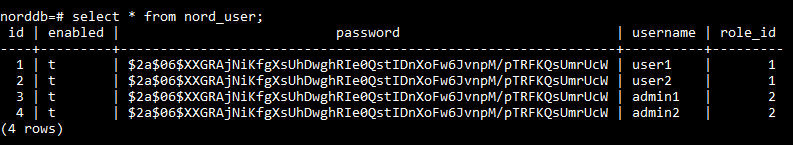 norddb=# select * from nord_user;
 id | enabled |                           password                           | username | role_id
----+---------+--------------------------------------------------------------+----------+---------
  1 | t       | $2a$06$XXGRAjNiKfgXsUhDwghRIe0QstIDnXoFw6JvnpM/pTRFKQsUmrUcW | user1    |       1
  2 | t       | $2a$06$XXGRAjNiKfgXsUhDwghRIe0QstIDnXoFw6JvnpM/pTRFKQsUmrUcW | user2    |       1
  3 | t       | $2a$06$XXGRAjNiKfgXsUhDwghRIe0QstIDnXoFw6JvnpM/pTRFKQsUmrUcW | admin1   |       2
  4 | t       | $2a$06$XXGRAjNiKfgXsUhDwghRIe0QstIDnXoFw6JvnpM/pTRFKQsUmrUcW | admin2   |       2
(4 rows)